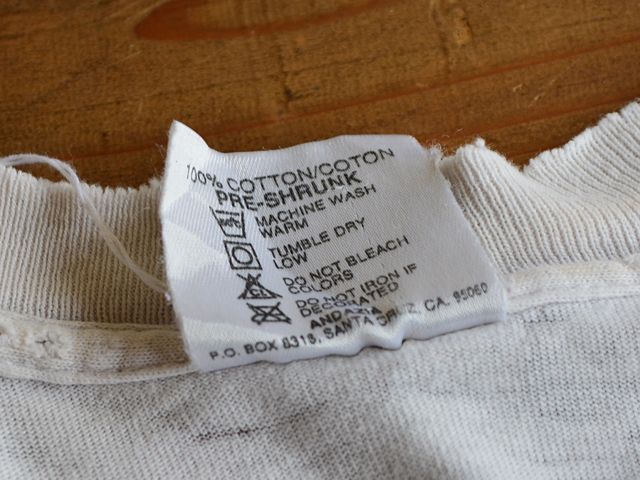 100% COTTON/COTON
PRE-SHRUNK
MACHINE WASH
WARM
TUMBLE DRY
LOW
DO NOT BLEACH
COLORS
DO NOT IRON IF
DECORATED
P.O. BOX 8318, SANTA CRUZ, CA. 95060